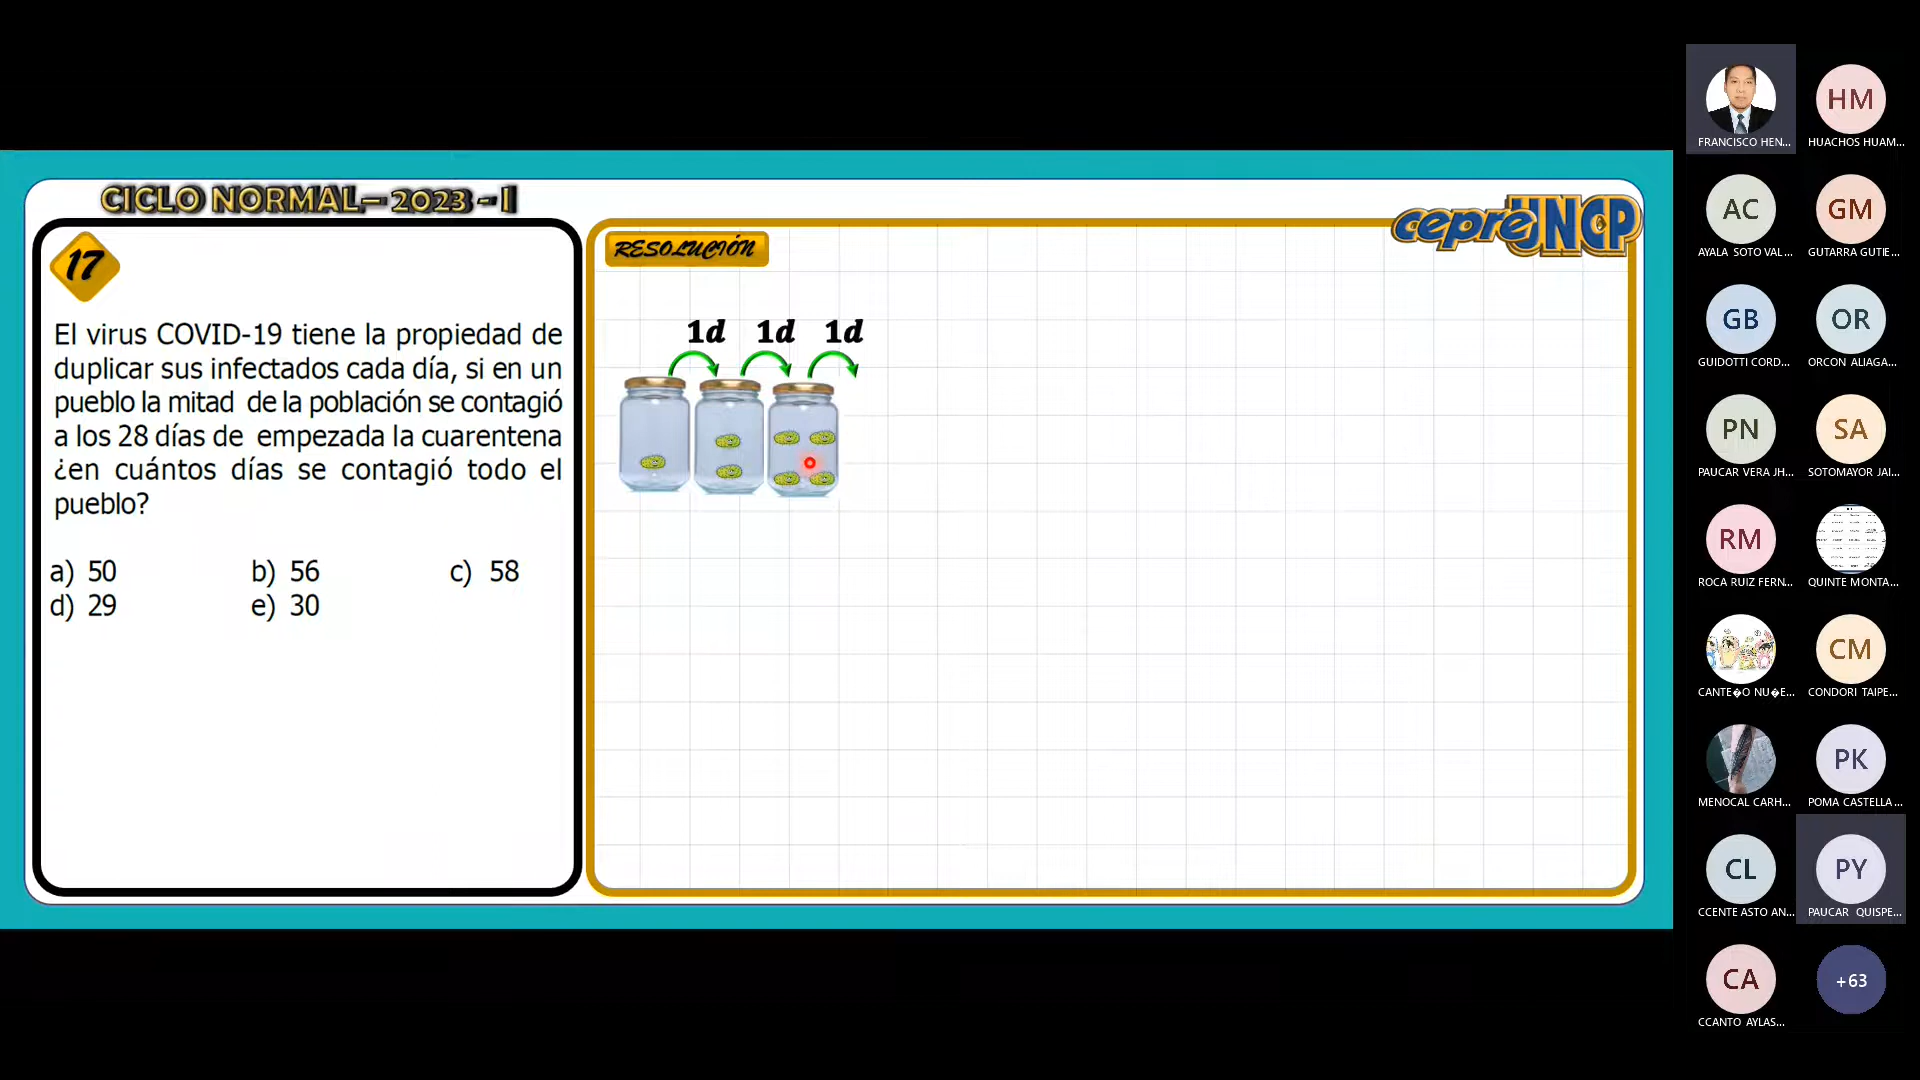 CICLO NORMAL – 2023 - I
cepreUNCP
17
El virus COVID-19 tiene la propiedad de
duplicar sus infectados cada día, si en un
pueblo la mitad de la población se contagió
a los 28 días de empezada la cuarentena
¿en cuántos días se contagió todo el
pueblo?
a) 50 b) 56 c) 58
d) 29 e) 30
RESOLUCIÓN
1d 1d 1d
FRANCISCO HEN...
HM
HUACHOS HUAM...
AC
AYALA SOTO VAL...
GM
GUTARRA GUTIE...
GB
GUIDOTTI CORD...
OR
ORCON ALIAGA...
PN
PAUCAR VERA JH...
SA
SOTOMAYOR JAI...
RM
ROCA RUIZ FERN...
QUINTE MONTA...
CANTE�O NU�E...
CM
CONDORI TAIPE...
MENOCAL CARH...
PK
POMA CASTELLA...
CL
CCENTE ASTO AN...
PY
PAUCAR QUISPE...
CA
CCANTO AYLAS...
+63